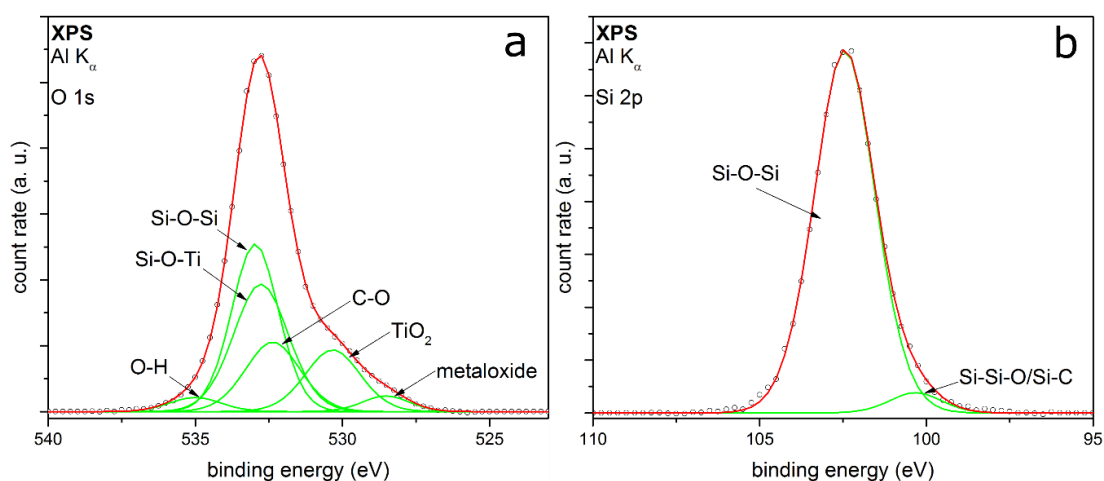 XPS
Al Kα
O 1s
a
Si-O-Si
Si-O-Ti
C-O
TiO2
O-H
metaloxide
count rate (a. u.)
540 535 530 525
binding energy (eV)
XPS
Al Kα
Si 2p
b
Si-O-Si
Si-Si-O/Si-C
count rate (a. u.)
110 105 100 95
binding energy (eV)